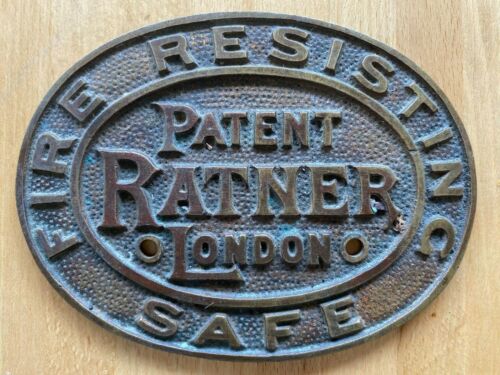 FIRE RESISTING
PATENT
RATNER
LONDON
SAFE